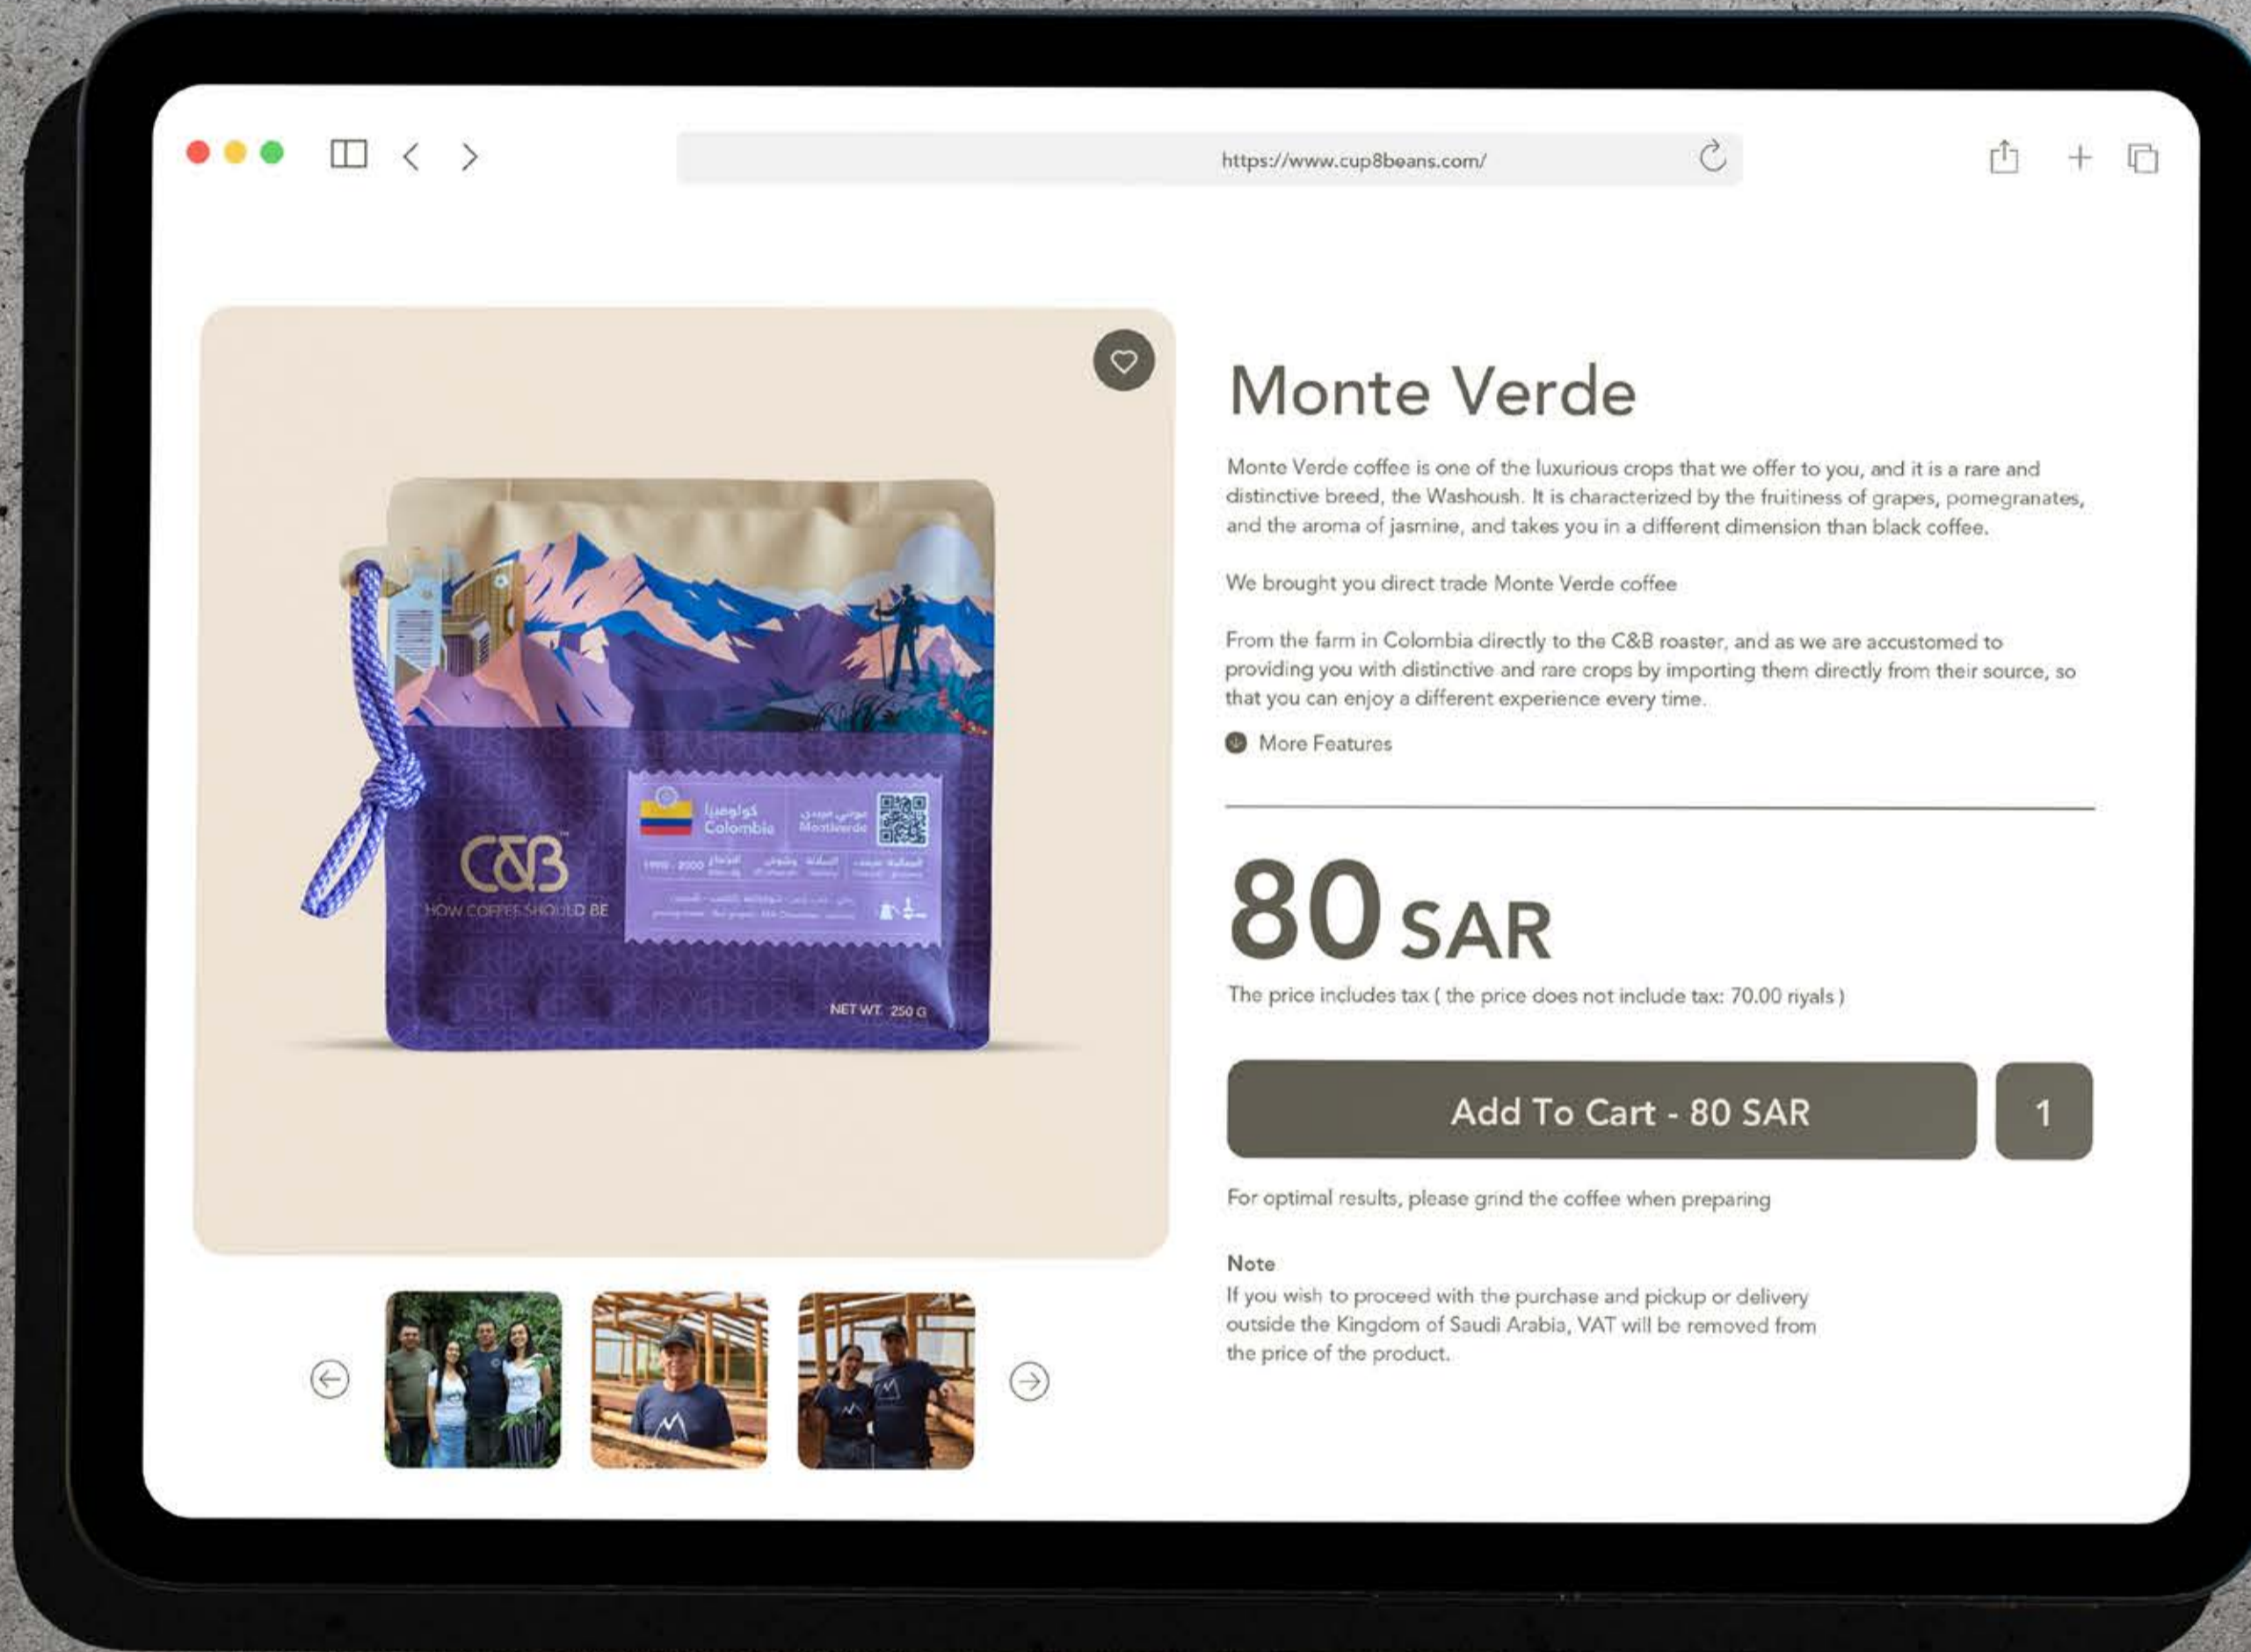 https://www.cup8beans.com/
Monte Verde
Monte Verde coffee is one of the luxurious crops that we offer to you, and it is a rare and
distinctive breed, the Washoush. It is characterized by the fruitiness of grapes, pomegranates,
and the aroma of jasmine, and takes you in a different dimension than black coffee.
We brought you direct trade Monte Verde coffee
From the farm in Colombia directly to the C&B roaster, and as we are accustomed to
providing you with distinctive and rare crops by importing them directly from their source, so
that you can enjoy a different experience every time.
More Features
80 SAR
The price includes tax ( the price does not include tax: 70.00 riyals )
Add To Cart - 80 SAR
1
For optimal results, please grind the coffee when preparing
Note
If you wish to proceed with the purchase and pickup or delivery
outside the Kingdom of Saudi Arabia, VAT will be removed from
the price of the product.
كولومبيا
Colombia
C&B™
HOW COFFEE SHOULD BE
NET WT. 250 G